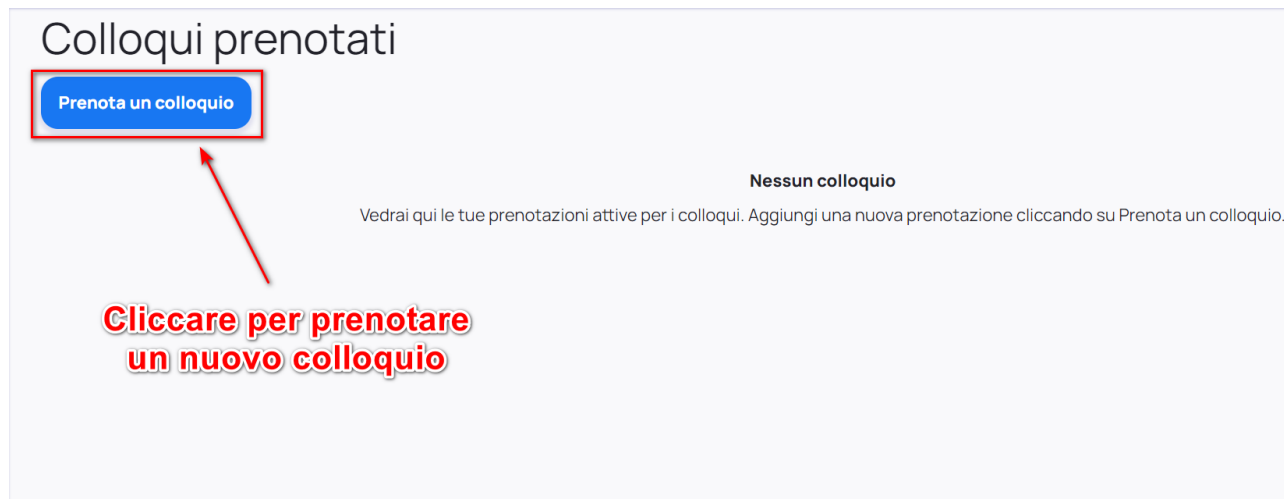 Colloqui prenotati
Prenota un colloquio
Nessun colloquio
Vedrai qui le tue prenotazioni attive per i colloqui. Aggiungi una nuova prenotazione cliccando su Prenota un colloquio.
Cliccare per prenotare
un nuovo colloquio